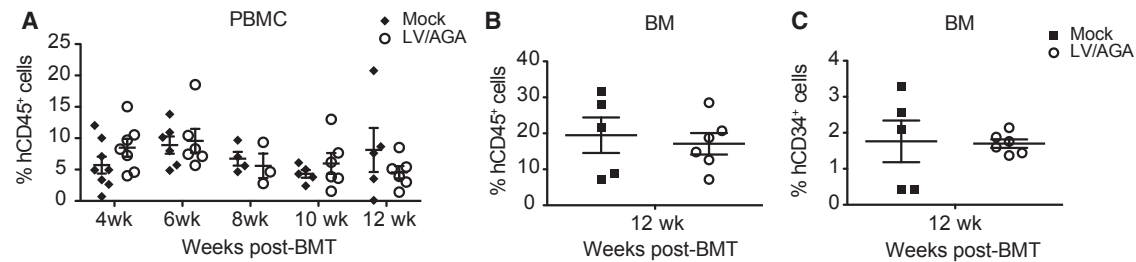 A
PBMC
Mock
LV/AGA
% hCD45⁺ cells
25
20
15
10
5
0
4wk
6wk
8wk
10 wk
12 wk
Weeks post-BMT
B
BM
% hCD45⁺ cells
40
30
20
10
0
12 wk
Weeks post-BMT
C
BM
Mock
LV/AGA
% hCD34⁺ cells
4
3
2
1
0
12 wk
Weeks post-BMT